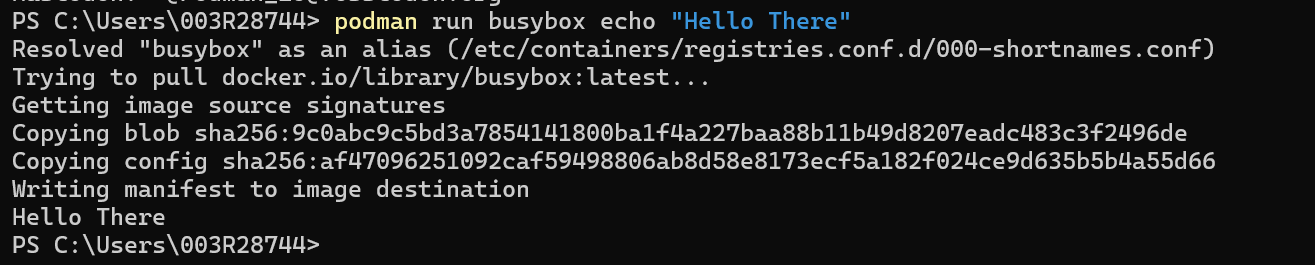 PS C:\Users\003R28744> podman run busybox echo "Hello There"
Resolved "busybox" as an alias (/etc/containers/registries.conf.d/000-shortnames.conf)
Trying to pull docker.io/library/busybox:latest...
Getting image source signatures
Copying blob sha256:9c0abc9c5bd3a7854141800ba1f4a227baa88b11b49d8207eadc483c3f2496de
Copying config sha256:af47096251092caf59498806ab8d58e8173ecf5a182f024ce9d635b5b4a55d66
Writing manifest to image destination
Hello There
PS C:\Users\003R28744>